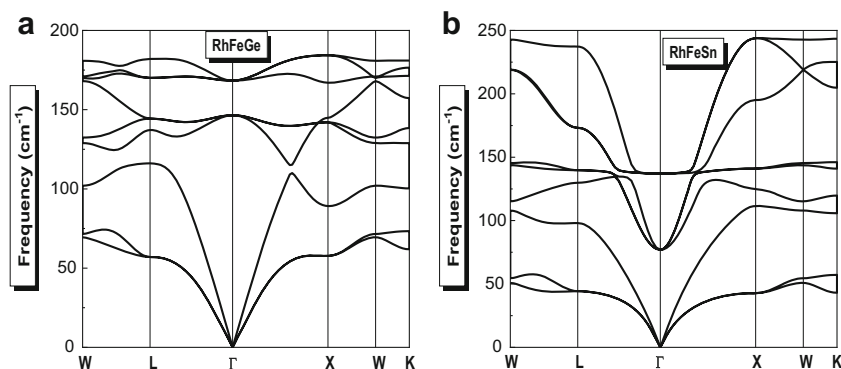 a
RhFeGe
Frequency (cm⁻¹)
200
150
100
50
0
W L Γ X W K
b
RhFeSn
Frequency (cm⁻¹)
250
200
150
100
50
0
W L Γ X W K